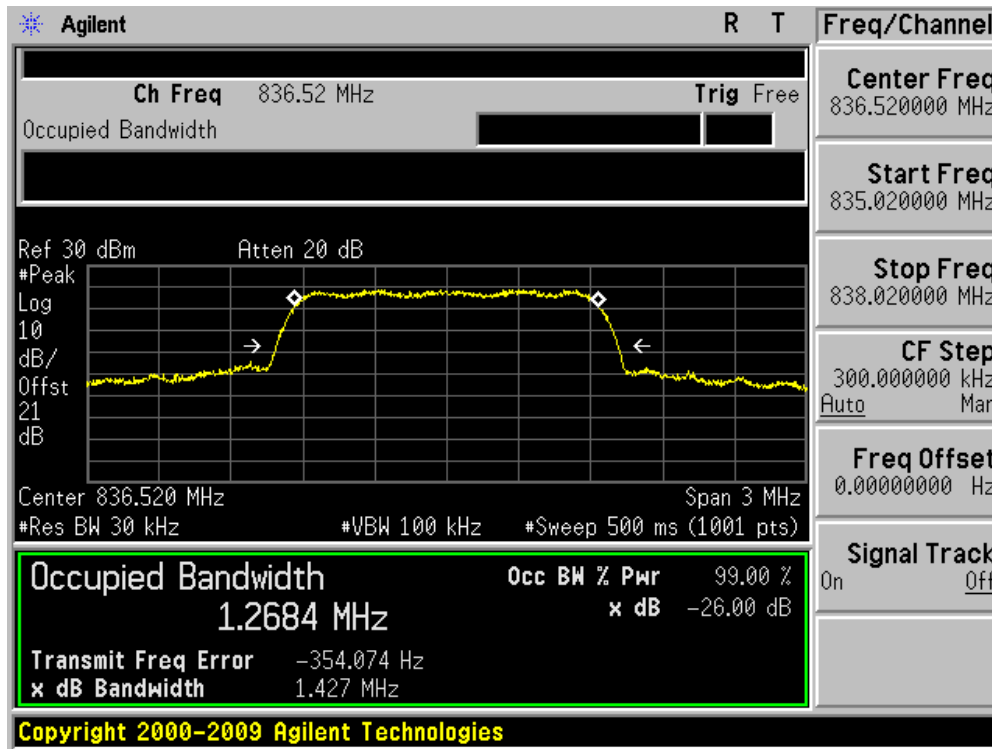 Agilent R T
Freq/Channel
Ch Freq 836.52 MHz Trig Free
Occupied Bandwidth
Center Freq
836.520000 MHz
Start Freq
835.020000 MHz
Stop Freq
838.020000 MHz
CF Step
300.000000 kHz
Auto Man
Freq Offset
0.00000000 Hz
Signal Track
On Off
Ref 30 dBm Atten 20 dB
#Peak
Log
10
dB/
Offst
21
dB
Center 836.520 MHz Span 3 MHz
#Res BW 30 kHz #VBW 100 kHz #Sweep 500 ms (1001 pts)
Occupied Bandwidth
1.2684 MHz
Occ BW % Pwr 99.00 %
x dB -26.00 dB
Transmit Freq Error -354.074 Hz
x dB Bandwidth 1.427 MHz
Copyright 2000-2009 Agilent Technologies